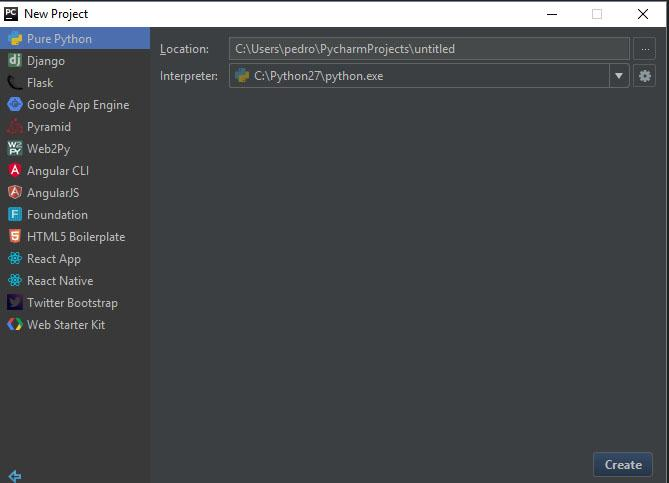 PC New Project
Pure Python
Django
Flask
Google App Engine
Pyramid
Web2Py
Angular CLI
AngularJS
Foundation
HTML5 Boilerplate
React App
React Native
Twitter Bootstrap
Web Starter Kit
Location: C:\Users\pedro\PycharmProjects\untitled ...
Interpreter: C:\Python27\python.exe
Create